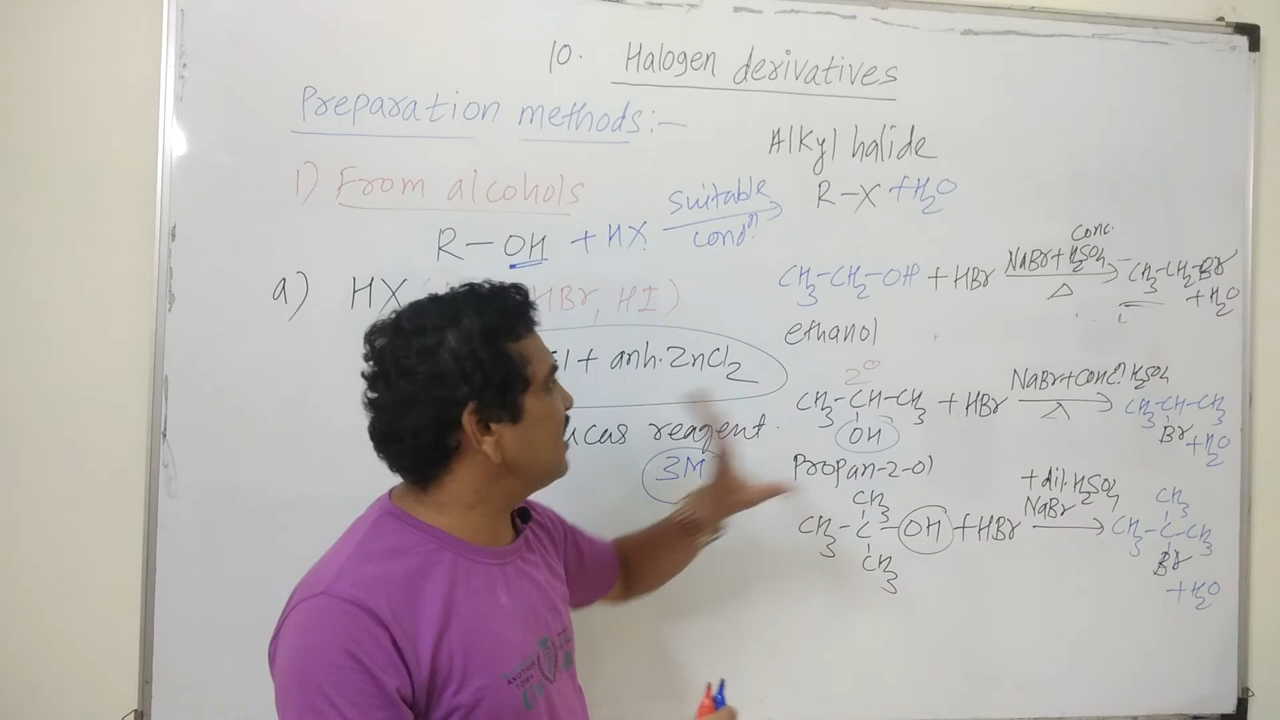 10. Halogen derivatives
Preparation methods:-
1) From alcohols
R-OH + HX
suitable
condⁿ.
Alkyl halide
R-X + H2O
a) HX HBr, HI)
+ anh. ZnCl2
ucas reagent.
3M
CH3-CH2-OH + HBr
conc.
NaBr + H2SO4
Δ
CH3-CH2-Br
+ H2O
ethanol
2°
CH3-CH-CH3 + HBr
OH
NaBr + conc. H2SO4
Δ
CH3-CH-CH3
Br
+ H2O
Propan-2-ol
CH3
CH3-C-OH + HBr
CH3
+ dil. H2SO4
NaBr
CH3
CH3-C-CH3
Br
+ H2O
ANOTHER
TOWN